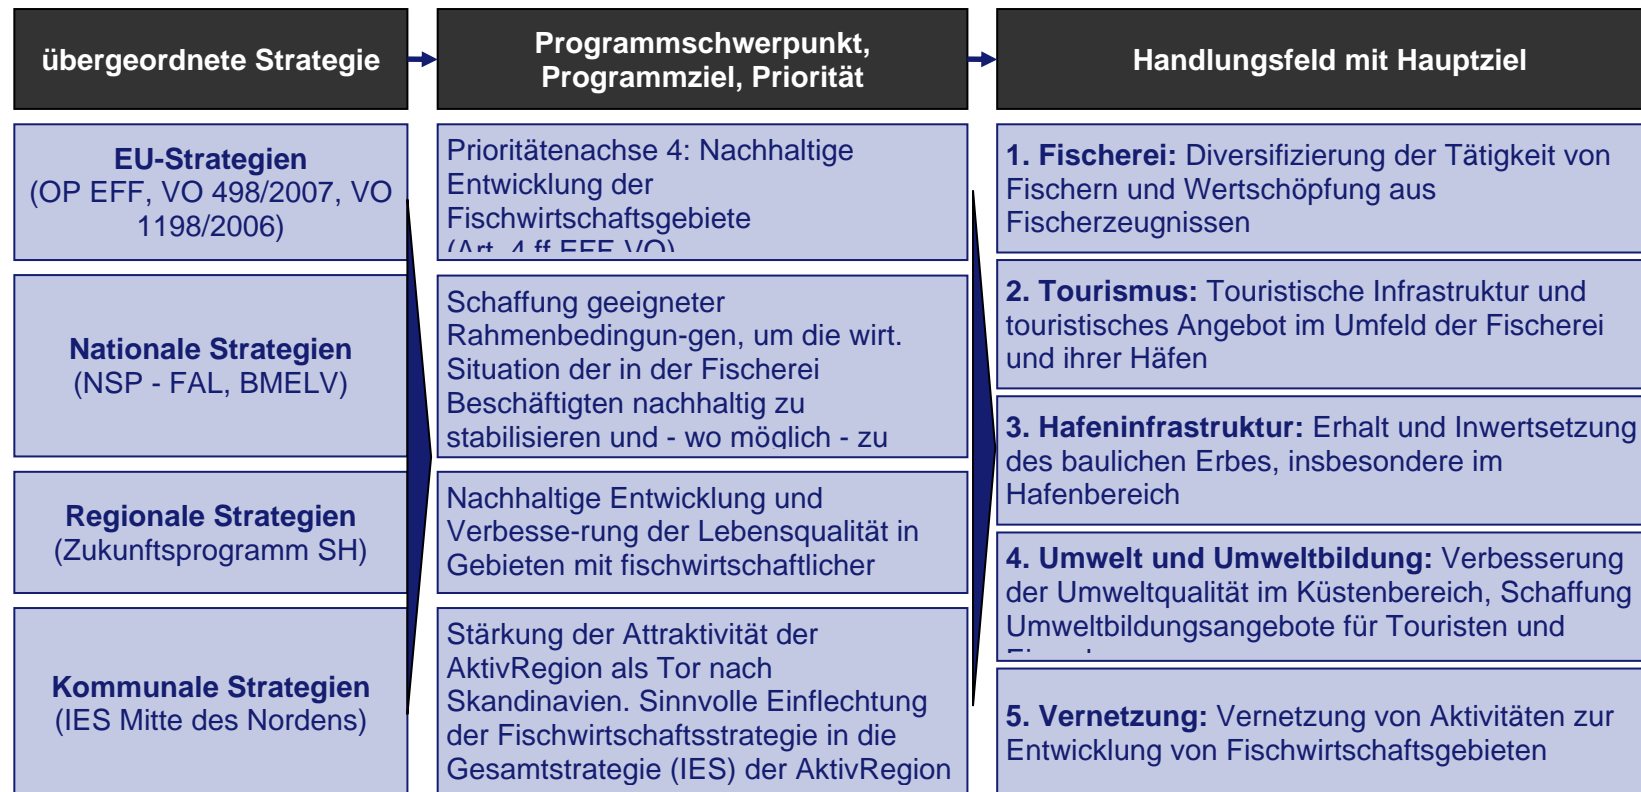 übergeordnete Strategie
Programmschwerpunkt,
Programmziel, Priorität
Handlungsfeld mit Hauptziel
EU-Strategien
(OP EFF, VO 498/2007, VO
1198/2006)
Nationale Strategien
(NSP - FAL, BMELV)
Regionale Strategien
(Zukunftsprogramm SH)
Kommunale Strategien
(IES Mitte des Nordens)
Prioritätenachse 4: Nachhaltige
Entwicklung der
Fischwirtschaftsgebiete
(Art. 4 ff EFF VO)
Schaffung geeigneter
Rahmenbedingun-gen, um die wirt.
Situation der in der Fischerei
Beschäftigten nachhaltig zu
stabilisieren und - wo möglich - zu
Nachhaltige Entwicklung und
Verbesse-rung der Lebensqualität in
Gebieten mit fischwirtschaftlicher
Stärkung der Attraktivität der
AktivRegion als Tor nach
Skandinavien. Sinnvolle Einflechtung
der Fischwirtschaftsstrategie in die
Gesamtstrategie (IES) der AktivRegion
1. Fischerei: Diversifizierung der Tätigkeit von
Fischern und Wertschöpfung aus
Fischerzeugnissen
2. Tourismus: Touristische Infrastruktur und
touristisches Angebot im Umfeld der Fischerei
und ihrer Häfen
3. Hafeninfrastruktur: Erhalt und Inwertsetzung
des baulichen Erbes, insbesondere im
Hafenbereich
4. Umwelt und Umweltbildung: Verbesserung
der Umweltqualität im Küstenbereich, Schaffung
Umweltbildungsangebote für Touristen und
5. Vernetzung: Vernetzung von Aktivitäten zur
Entwicklung von Fischwirtschaftsgebieten